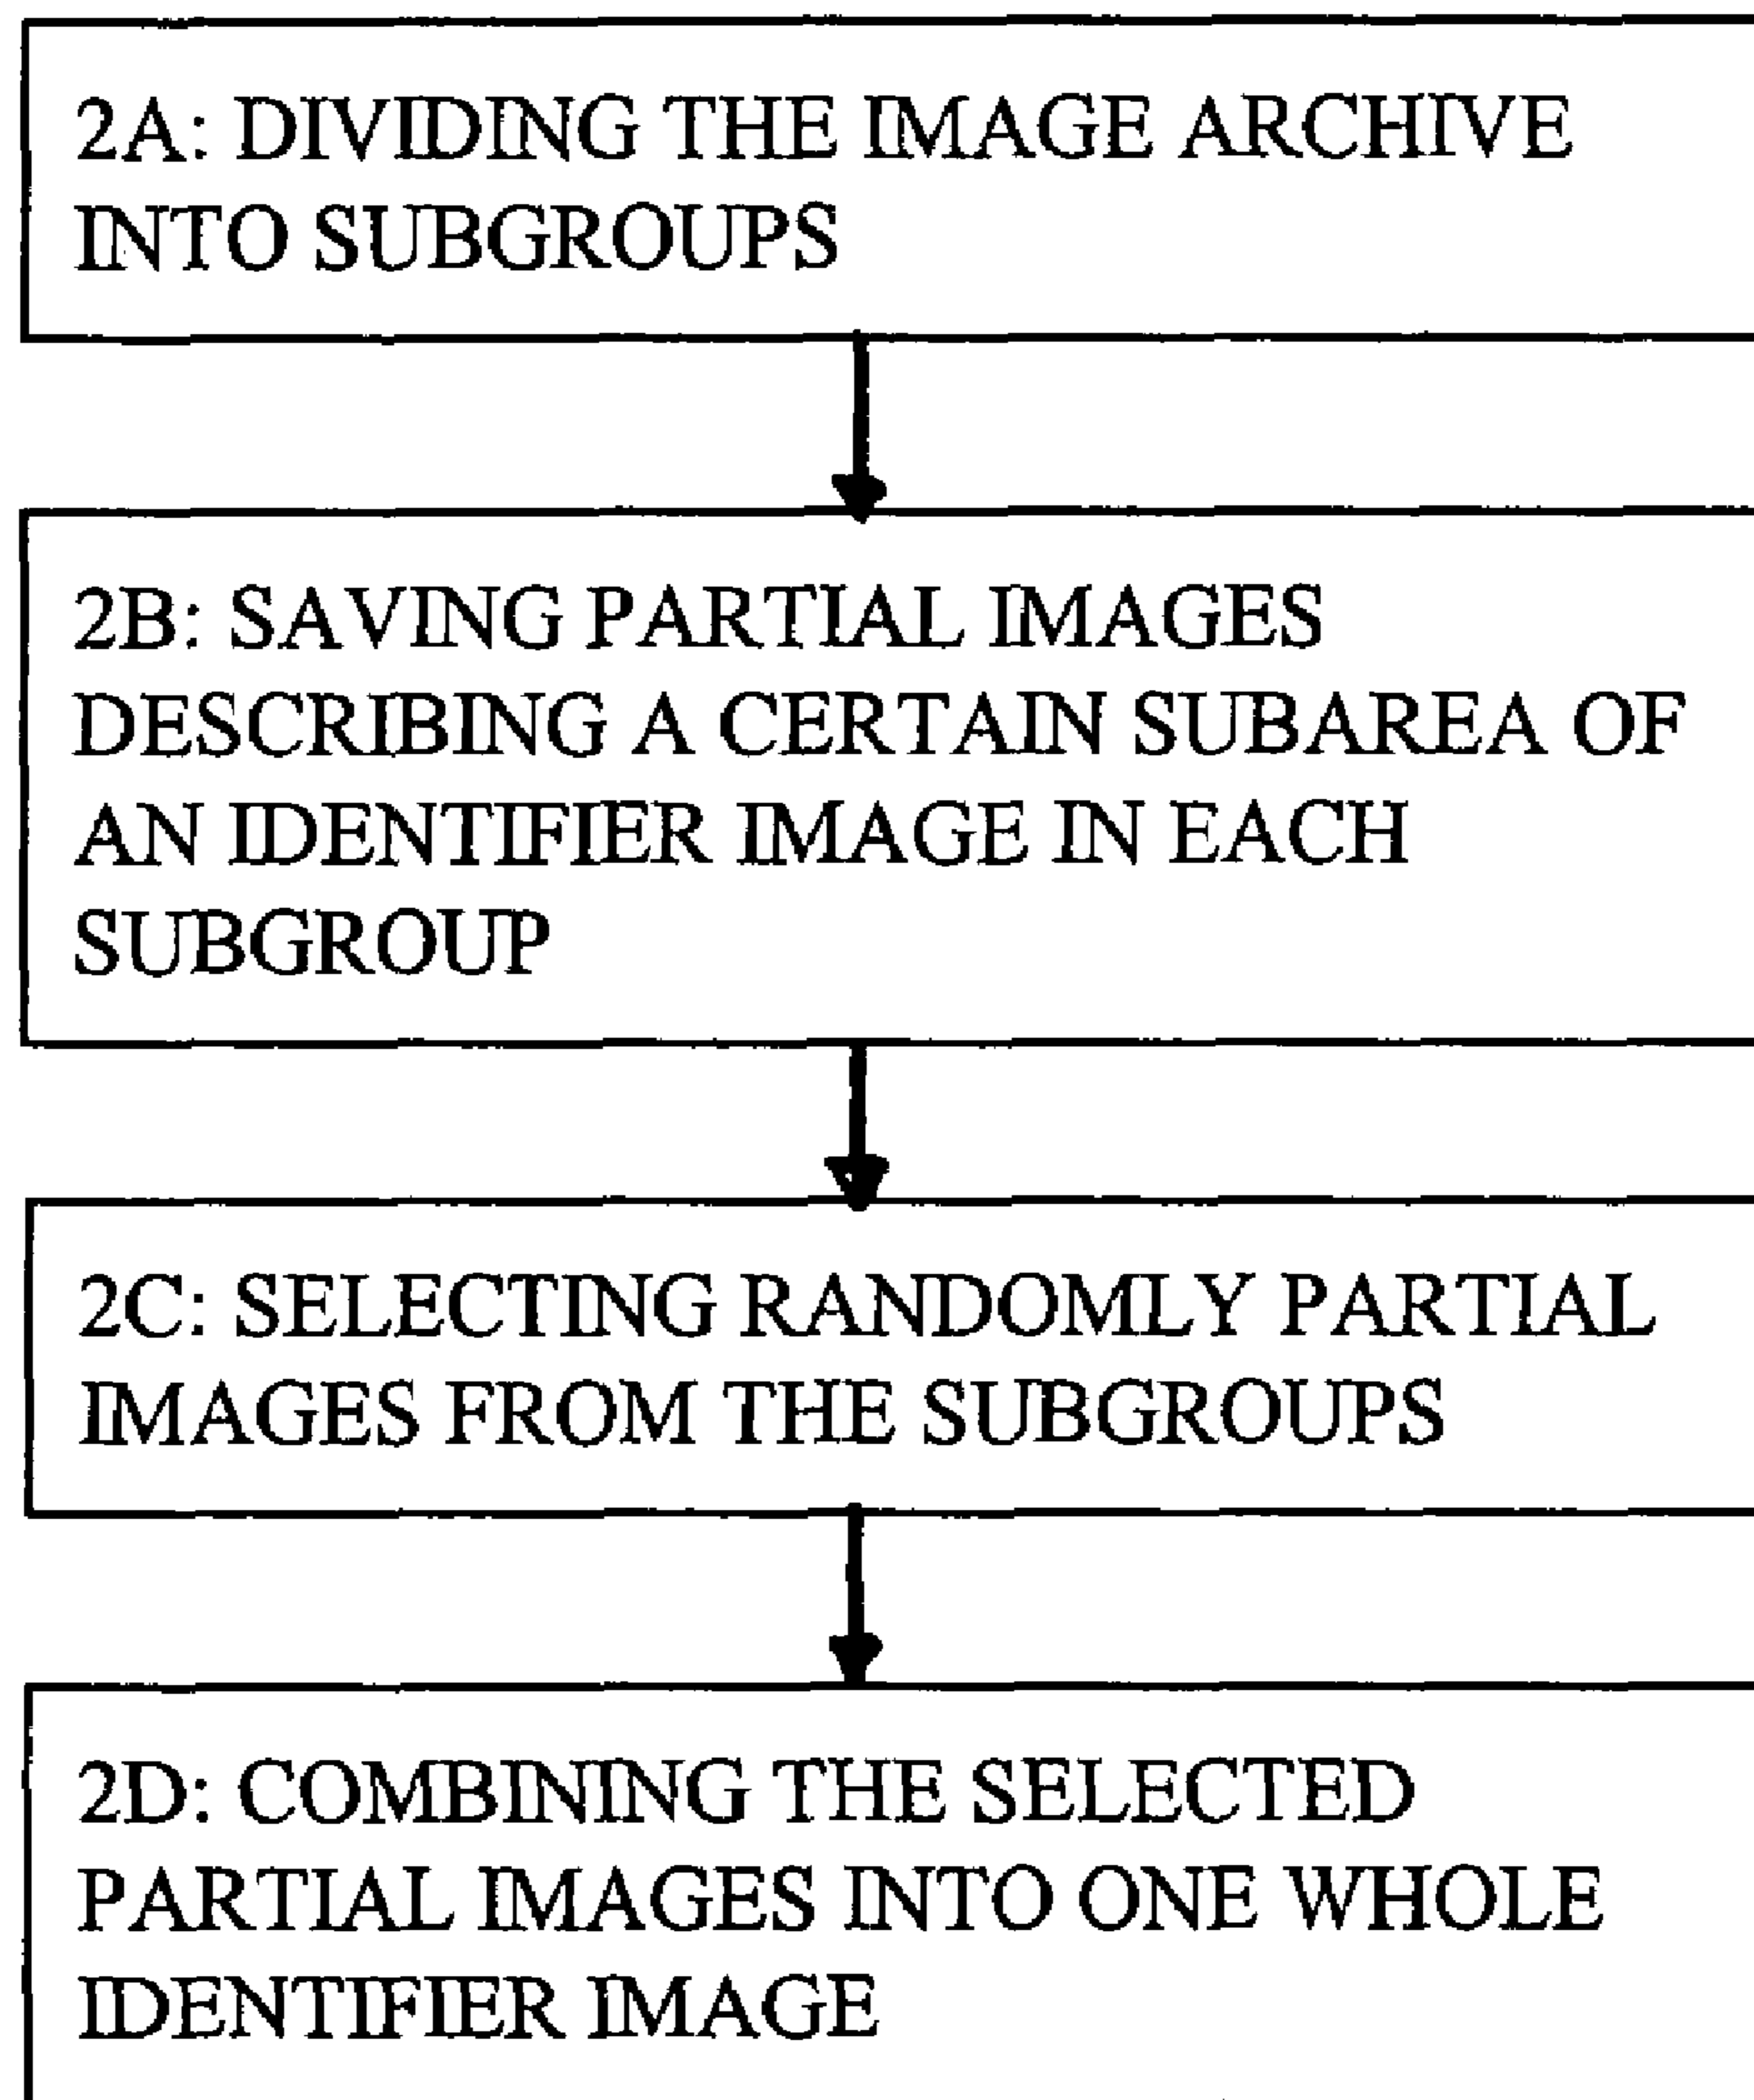 2A: DIVIDING THE IMAGE ARCHIVE
INTO SUBGROUPS
2B: SAVING PARTIAL IMAGES
DESCRIBING A CERTAIN SUBAREA OF
AN IDENTIFIER IMAGE IN EACH
SUBGROUP
2C: SELECTING RANDOMLY PARTIAL
IMAGES FROM THE SUBGROUPS
2D: COMBINING THE SELECTED
PARTIAL IMAGES INTO ONE WHOLE
IDENTIFIER IMAGE